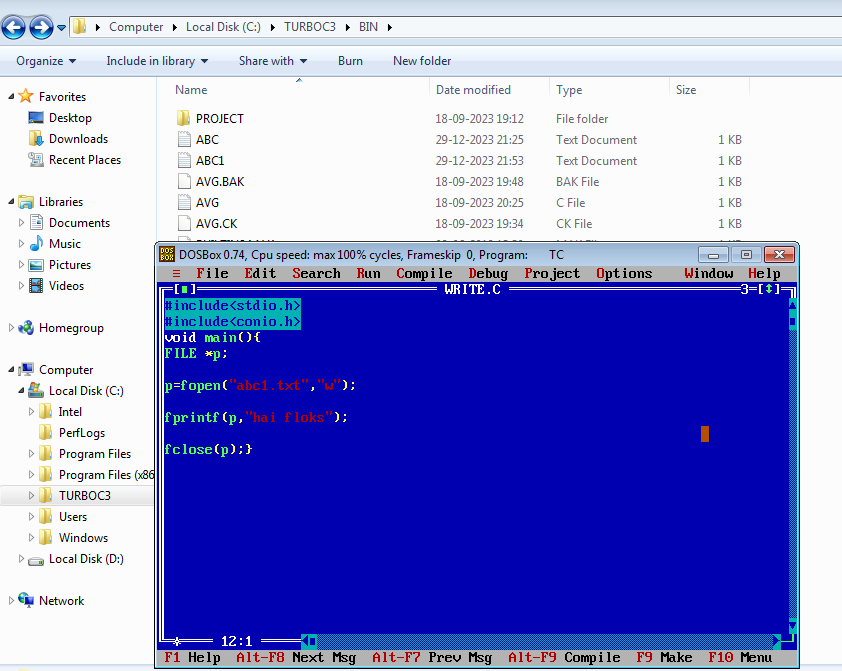 Computer Local Disk (C:) TURBOC3 BIN
Organize Include in library Share with Burn New folder
Favorites
Desktop
Downloads
Recent Places
Libraries
Documents
Music
Pictures
Videos
Homegroup
Computer
Local Disk (C:)
Intel
PerfLogs
Program Files
Program Files (x86
TURBOC3
Users
Windows
Local Disk (D:)
Network
Name Date modified Type Size
PROJECT 18-09-2023 19:12 File folder
ABC 29-12-2023 21:25 Text Document 1 KB
ABC1 29-12-2023 21:53 Text Document 1 KB
AVG.BAK 18-09-2023 19:48 BAK File 1 KB
AVG 18-09-2023 20:25 C File 1 KB
AVG.CK 18-09-2023 19:34 CK File 1 KB
DOS BOX DOSBox 0.74, Cpu speed: max 100% cycles, Frameskip 0, Program: TC
≡ File Edit Search Run Compile Debug Project Options Window Help
WRITE.C 3=[↕]
#include<stdio.h>
#include<conio.h>
void main(){
FILE *p;
p=fopen("abc1.txt","w");
fprintf(p,"hai floks");
fclose(p);}
12:1
F1 Help Alt-F8 Next Msg Alt-F7 Prev Msg Alt-F9 Compile F9 Make F10 Menu